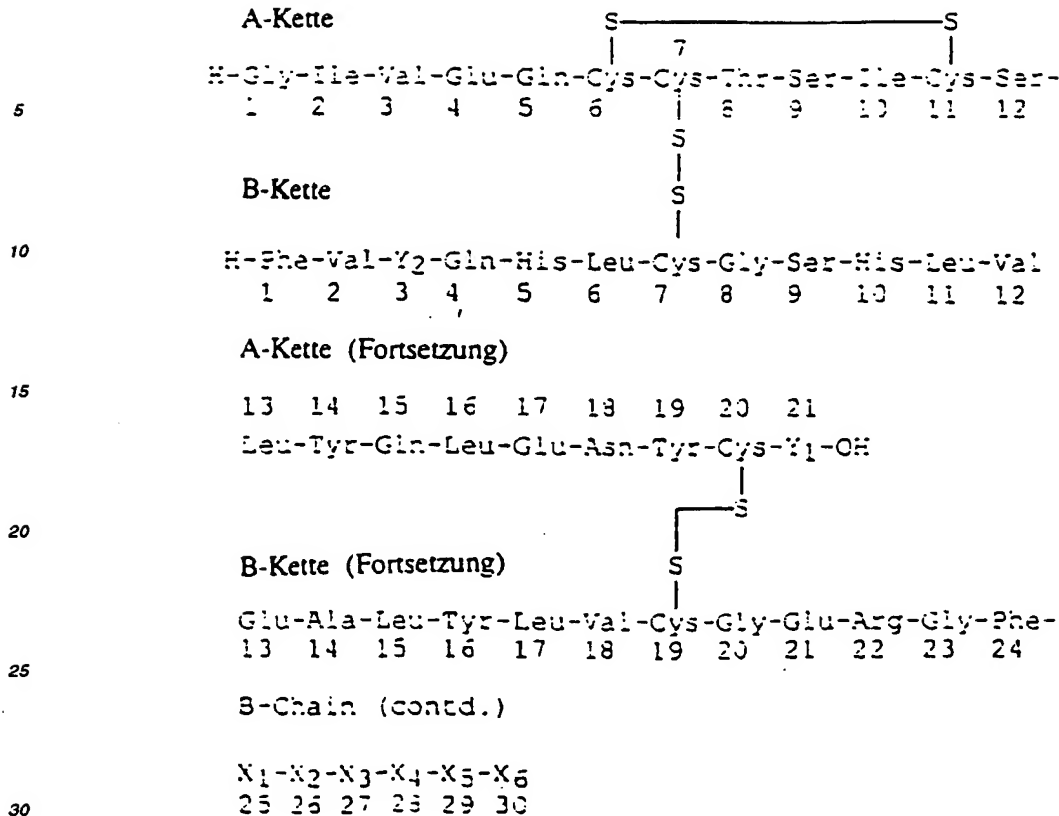 A-Kette
S S
7
H-Gly-Ile-Val-Glu-Gln-Cys-Cys-Thr-Ser-Ile-Cys-Ser-
5 1 2 3 4 5 6 8 9 10 11 12
S
S
B-Kette
10 H-Phe-Val-Y2-Gln-His-Leu-Cys-Gly-Ser-His-Leu-Val
1 2 3 4 5 6 7 8 9 10 11 12
A-Kette (Fortsetzung)
15 13 14 15 16 17 18 19 20 21
Leu-Tyr-Gln-Leu-Glu-Asn-Tyr-Cys-Y1-OH
S
20
S
B-Kette (Fortsetzung)
Glu-Ala-Leu-Tyr-Leu-Val-Cys-Gly-Glu-Arg-Gly-Phe-
13 14 15 16 17 18 19 20 21 22 23 24
25
B-Chain (contd.)
X1-X2-X3-X4-X5-X6
30 25 26 27 28 29 30